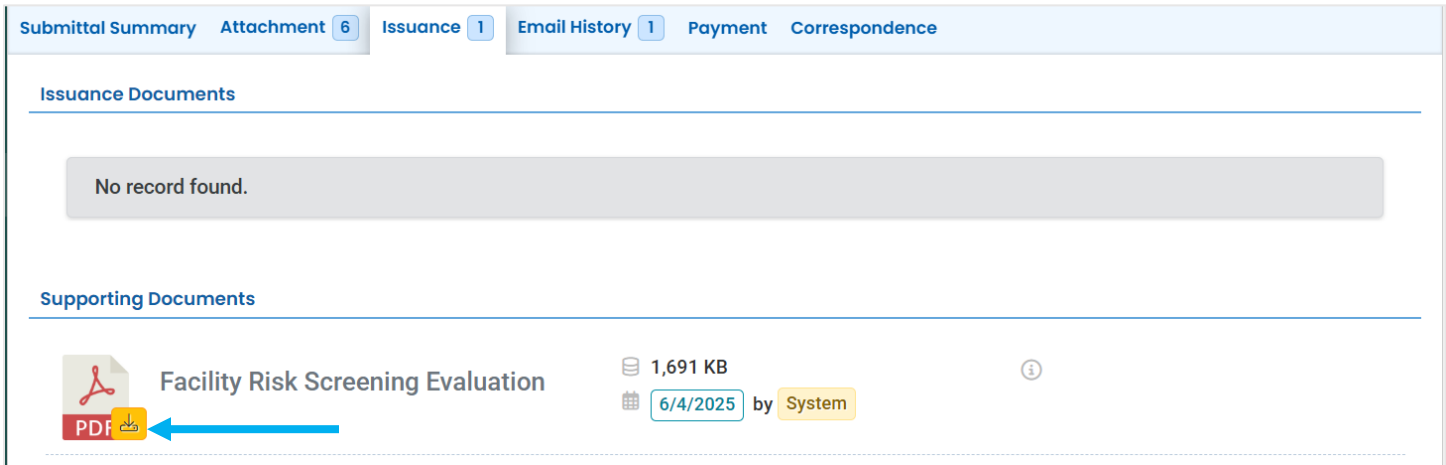 Submittal Summary Attachment 6 Issuance 1 Email History 1 Payment Correspondence
Issuance Documents
No record found.
Supporting Documents
Facility Risk Screening Evaluation
1,691 KB
6/4/2025 by System
PDF